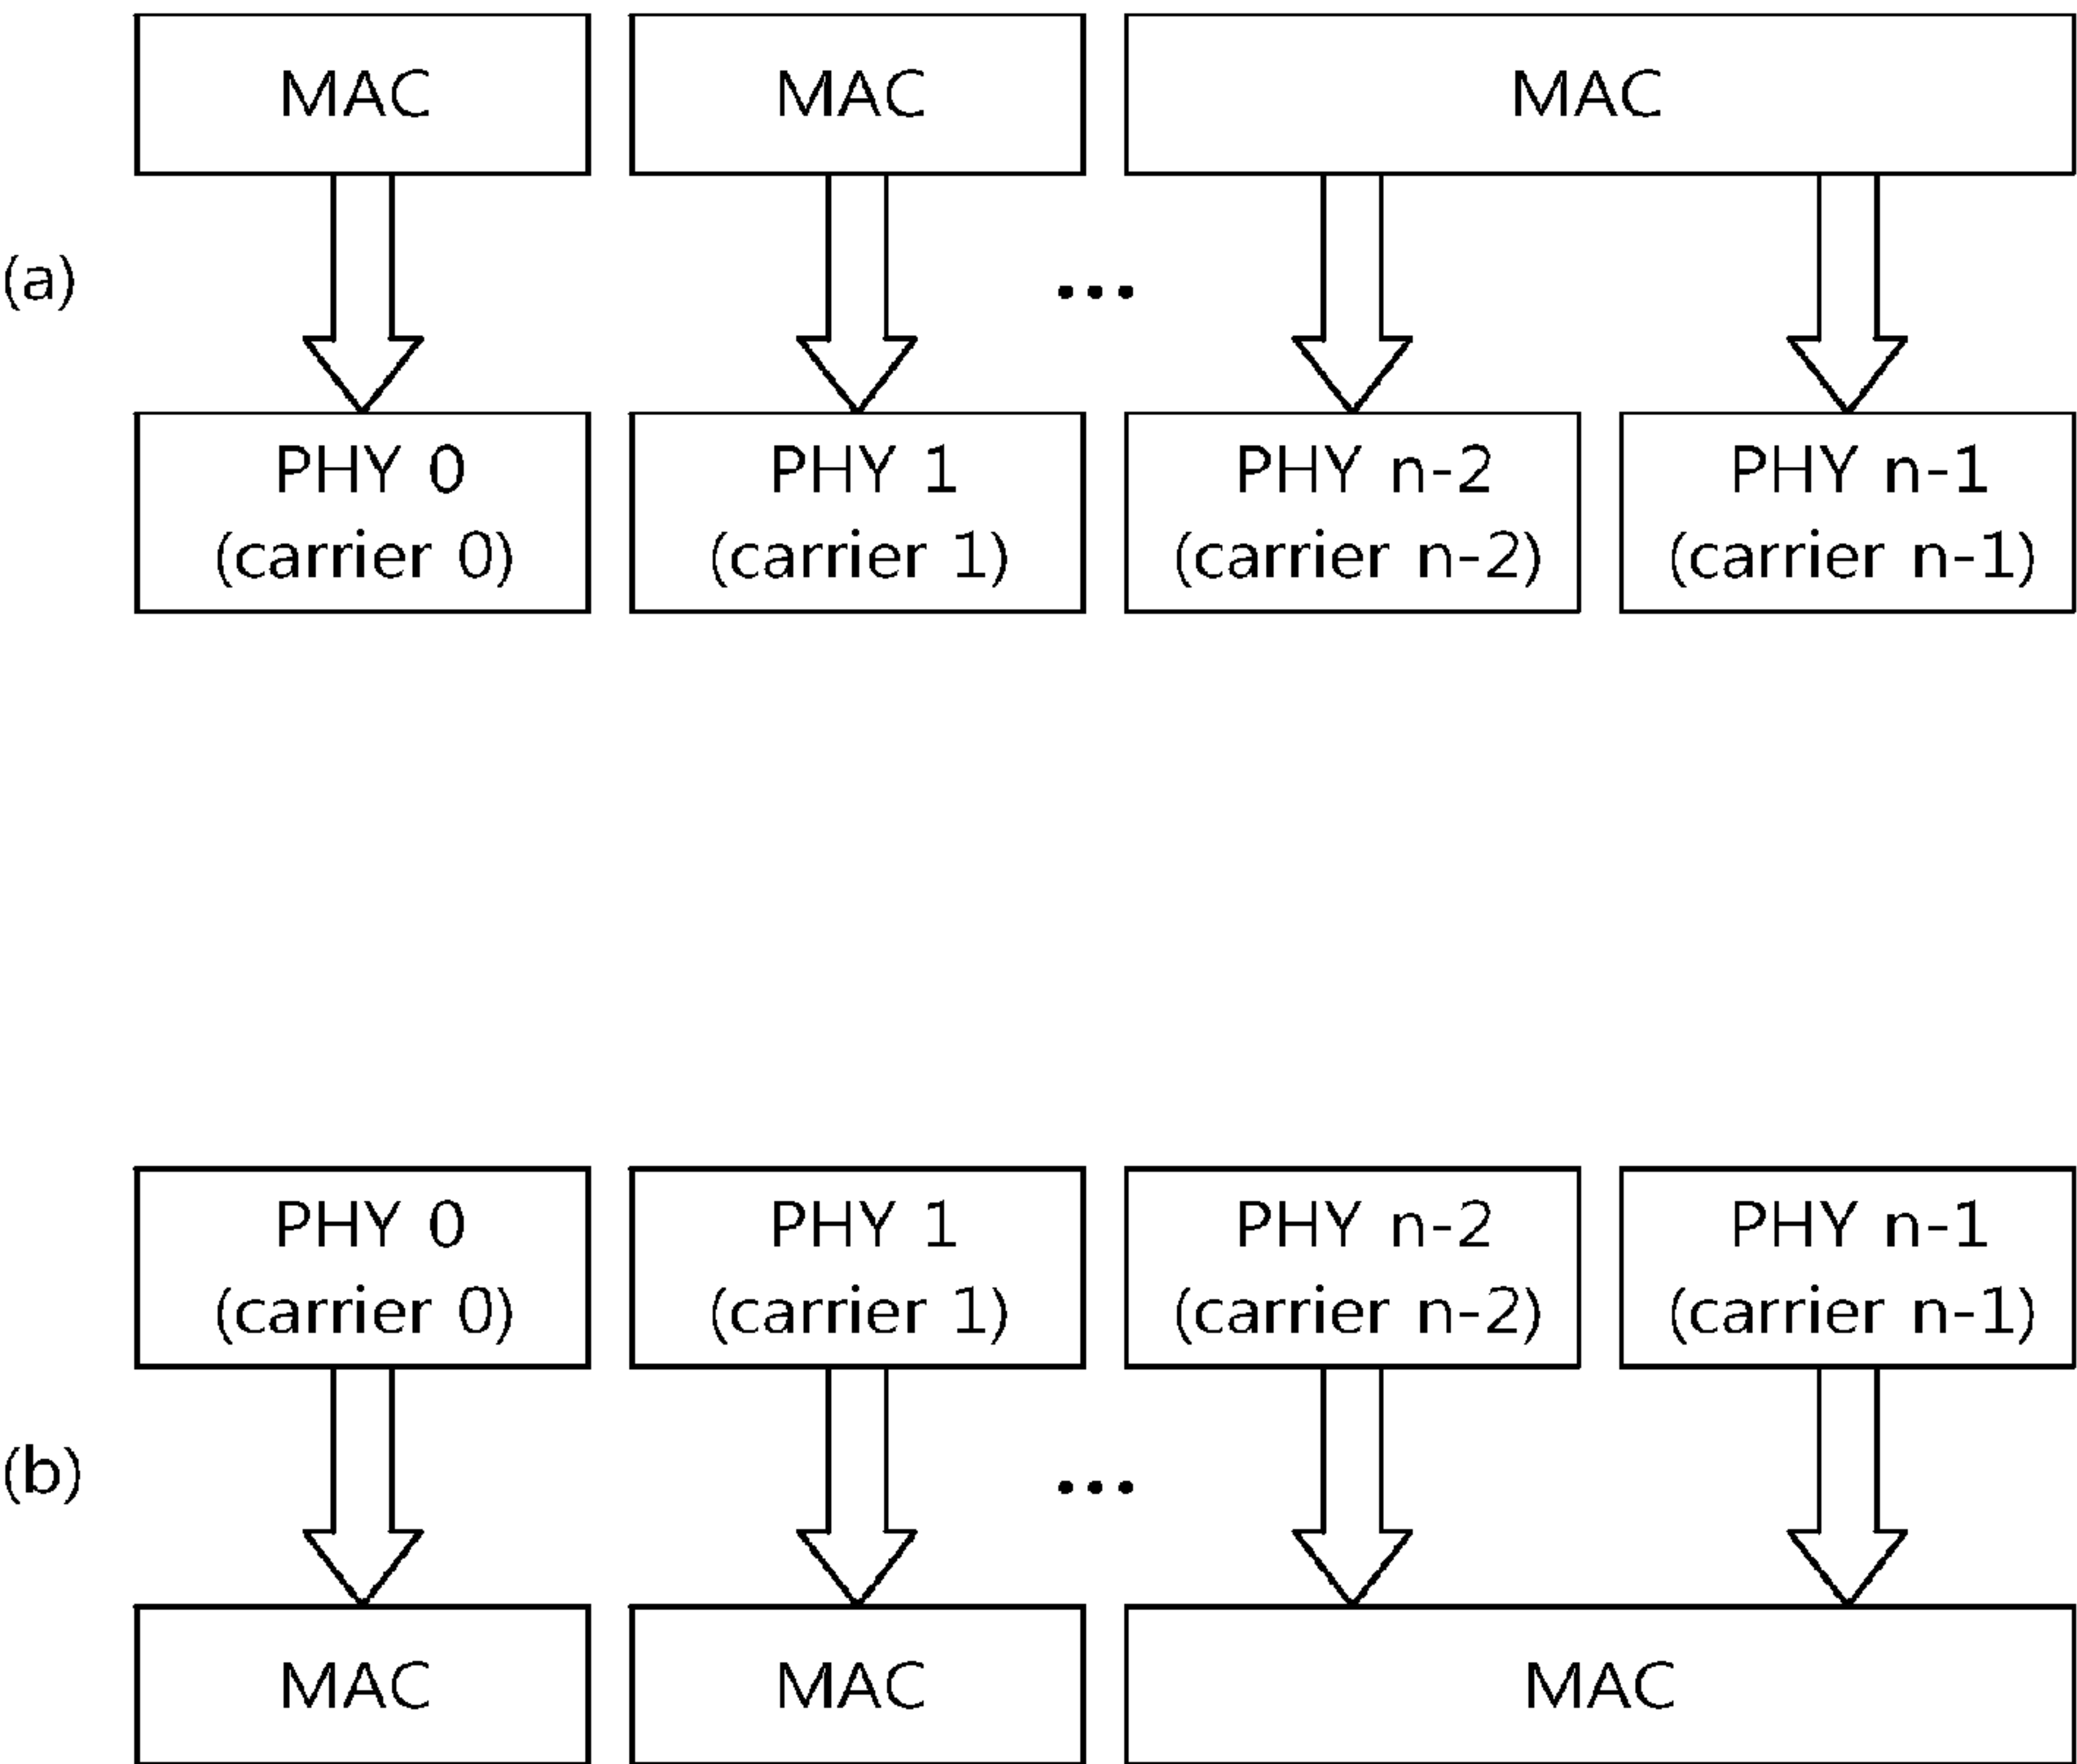 MAC MAC MAC
(a)
...
PHY 0 PHY 1 PHY n-2 PHY n-1
(carrier 0) (carrier 1) (carrier n-2) (carrier n-1)
PHY 0 PHY 1 PHY n-2 PHY n-1
(carrier 0) (carrier 1) (carrier n-2) (carrier n-1)
(b)
...
MAC MAC MAC